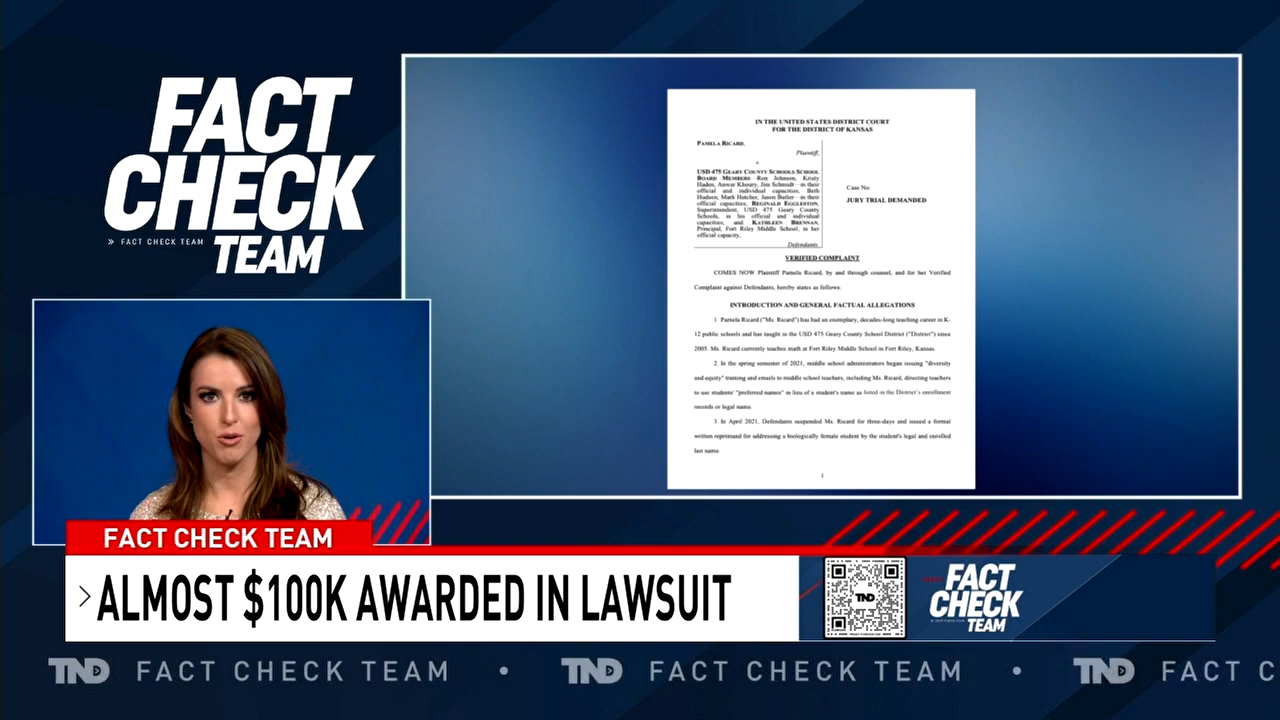 FACT
CHECK
» FACT CHECK TEAM
TEAM
IN THE UNITED STATES DISTRICT COURT
FOR THE DISTRICT OF KANSAS
PAMELA RICARD,
Plaintiff,
v.
USD 475 GEARY COUNTY SCHOOLS SCHOOL
BOARD MEMBERS Ron Johnson, Kristy
Haden, Anwar Khoury, Jim Schmidt—in their
official and individual capacities; Beth
Hudson, Mark Hatcher, Jason Butler—in their
official capacities; REGINALD EGGLESTON,
Superintendent, USD 475 Geary County
Schools, in his official and individual
capacities; and KATHLEEN BRENNAN,
Principal, Fort Riley Middle School, in her
official capacity,
Defendants.
Case No:
JURY TRIAL DEMANDED
VERIFIED COMPLAINT
COMES NOW Plaintiff Pamela Ricard, by and through counsel, and for her Verified
Complaint against Defendants, hereby states as follows:
INTRODUCTION AND GENERAL FACTUAL ALLEGATIONS
1. Pamela Ricard ("Ms. Ricard") has had an exemplary, decades-long teaching career in K-
12 public schools and has taught in the USD 475 Geary County School District ("District") since
2005. Ms. Ricard currently teaches math at Fort Riley Middle School in Fort Riley, Kansas.
2. In the spring semester of 2021, middle school administrators began issuing "diversity
and equity" training and emails to middle school teachers, including Ms. Ricard, directing teachers
to use students' "preferred names" in lieu of a student's name as listed in the District's enrollment
records or legal name.
3. In April 2021, Defendants suspended Ms. Ricard for three-days and issued a formal
written reprimand for addressing a biologically female student by the student's legal and enrolled
last name.
1
FACT CHECK TEAM
ALMOST $100K AWARDED IN LAWSUIT
TND
FACT
CHECK
TEAM
TND FACT CHECK TEAM • TND FACT CHECK TEAM • TND FACT C